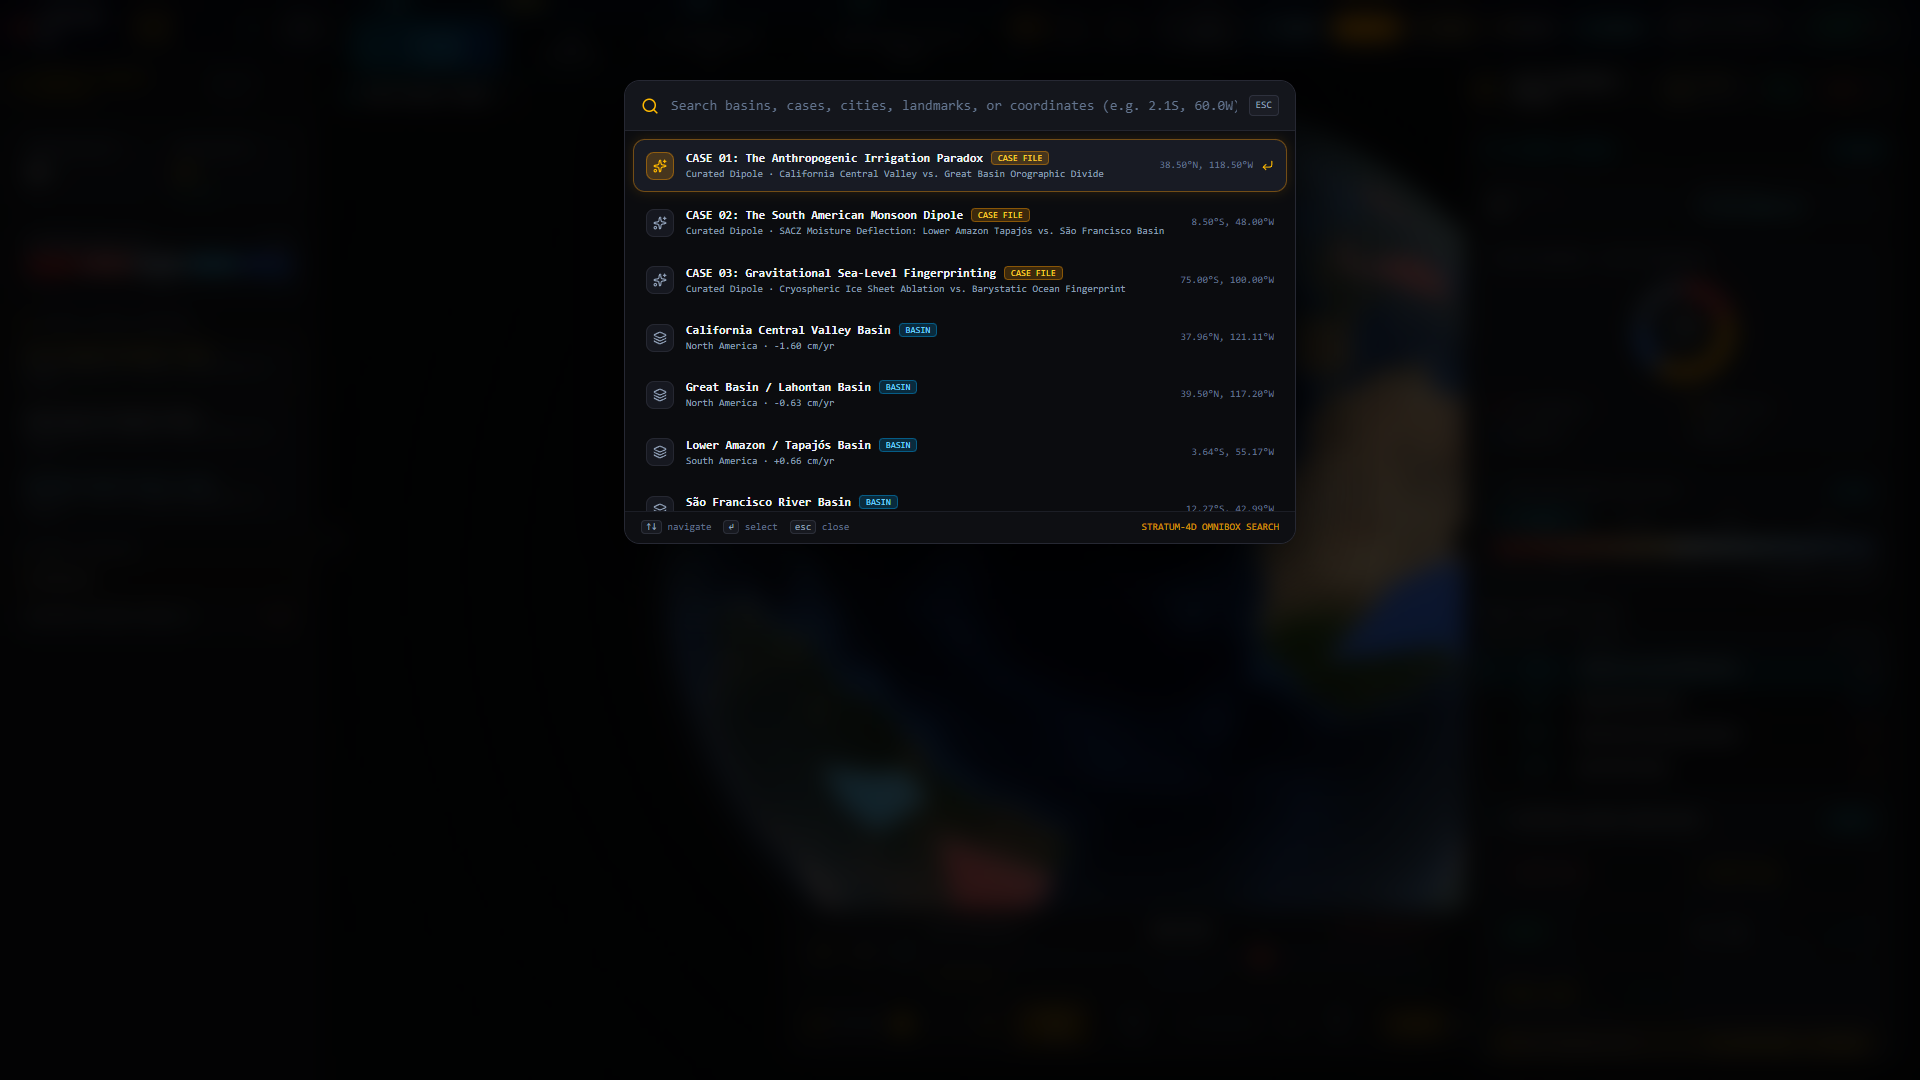 Search basins, cases, cities, landmarks, or coordinates (e.g. 2.1S, 60.0W) ESC
CASE 01: The Anthropogenic Irrigation Paradox CASE FILE
Curated Dipole · California Central Valley vs. Great Basin Orographic Divide
38.50°N, 118.50°W
CASE 02: The South American Monsoon Dipole CASE FILE
Curated Dipole · SACZ Moisture Deflection: Lower Amazon Tapajós vs. São Francisco Basin
8.50°S, 48.00°W
CASE 03: Gravitational Sea-Level Fingerprinting CASE FILE
Curated Dipole · Cryospheric Ice Sheet Ablation vs. Barystatic Ocean Fingerprint
75.00°S, 100.00°W
California Central Valley Basin BASIN
North America · -1.60 cm/yr
37.96°N, 121.11°W
Great Basin / Lahontan Basin BASIN
North America · -0.63 cm/yr
39.50°N, 117.20°W
Lower Amazon / Tapajós Basin BASIN
South America · +0.66 cm/yr
3.64°S, 55.17°W
São Francisco River Basin BASIN
12.27°S, 42.99°W
↑↓ navigate ↵ select esc close
STRATUM-4D OMNIBOX SEARCH